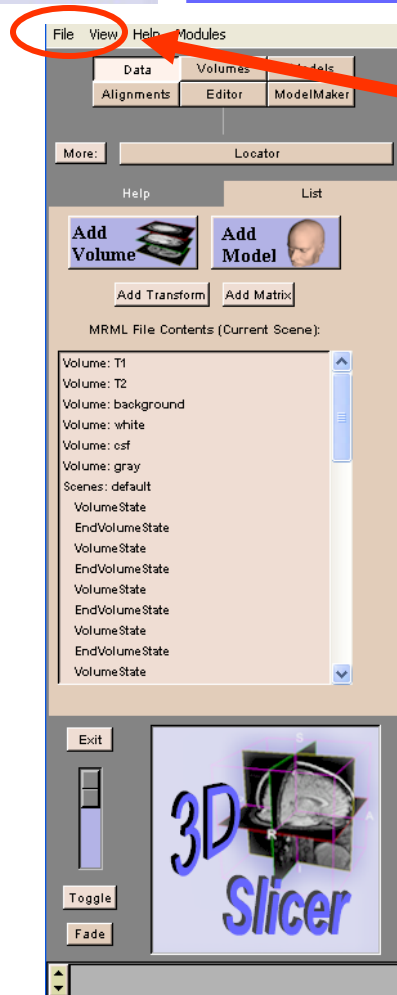 File View Help Modules
Data Volumes Models
Alignments Editor ModelMaker
More: Locator
Help List
Add Volume Add Model
Add Transform Add Matrix
MRML File Contents (Current Scene):
Volume: T1
Volume: T2
Volume: background
Volume: white
Volume: csf
Volume: gray
Scenes: default
VolumeState
EndVolumeState
VolumeState
EndVolumeState
VolumeState
EndVolumeState
VolumeState
EndVolumeState
VolumeState
Exit
S
A
R
I
3D
Slicer
Toggle
Fade